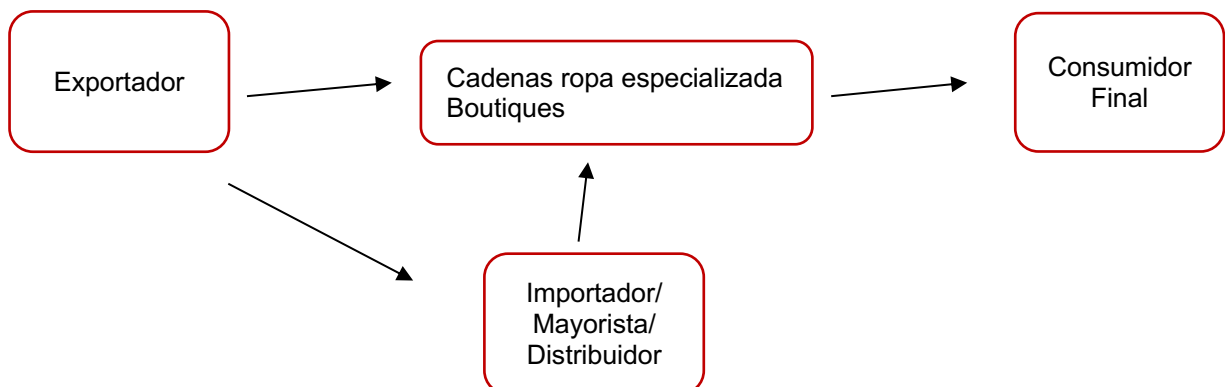 Exportador
Cadenas ropa especializada
Boutiques
Consumidor
Final
Importador/
Mayorista/
Distribuidor